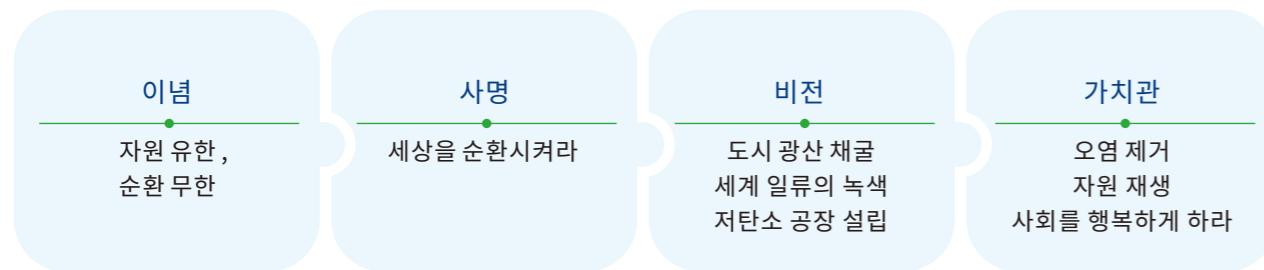 이념
자원 유한 ,
순환 무한
사명
세상을 순환시켜라
비전
도시 광산 채굴
세계 일류의 녹색
저탄소 공장 설립
가치관
오염 제거
자원 재생
사회를 행복하게 하라